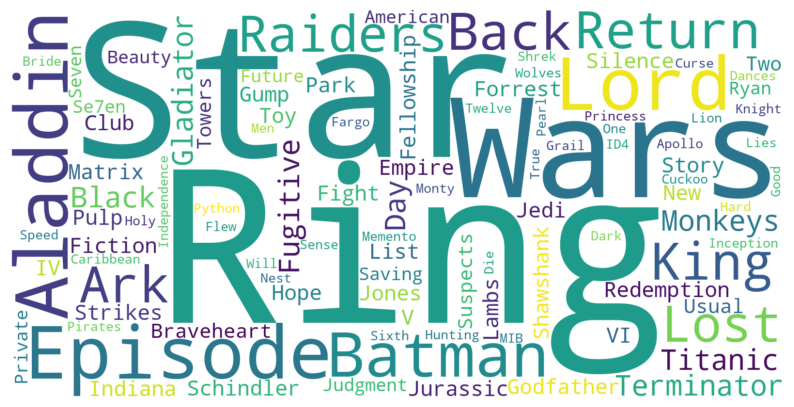 Star
Wars
Ring
Lord
Aladdin
Episode
Batman
King
Return
Back
Raiders
Ark
Lost
Gladiator
Fugitive
Black
Monkeys
Titanic
Terminator
Day
American
Bride
Seven
Beauty
Se7en
Club
Matrix
Pulp
Holy
Fiction
Speed
IV
Caribbean
Strikes
Pirates
Private
Braveheart
Indiana
Schindler
Independence
Towers
Future
Gump
Toy
Men
Park
Python
Flew
Sense
Will
Nest
Hope
Fight
Fargo
Fellowship
Monty
Empire
List
Saving
Jones
V
Memento
Die
Sixth
Hunting
MIB
Judgment
Jurassic
Godfather
Suspects
Lambs
Shawshank
Jedi
New
Story
Forrest
Silence
Shrek
Wolves
Curse
Two
Dances
Ryan
Knight
Twelve
Pearl
Princess
True
Grail
One
ID4
Lion
Apollo
Lies
Cuckoo
Good
Hard
Dark
Inception
Redemption
Usual
VI